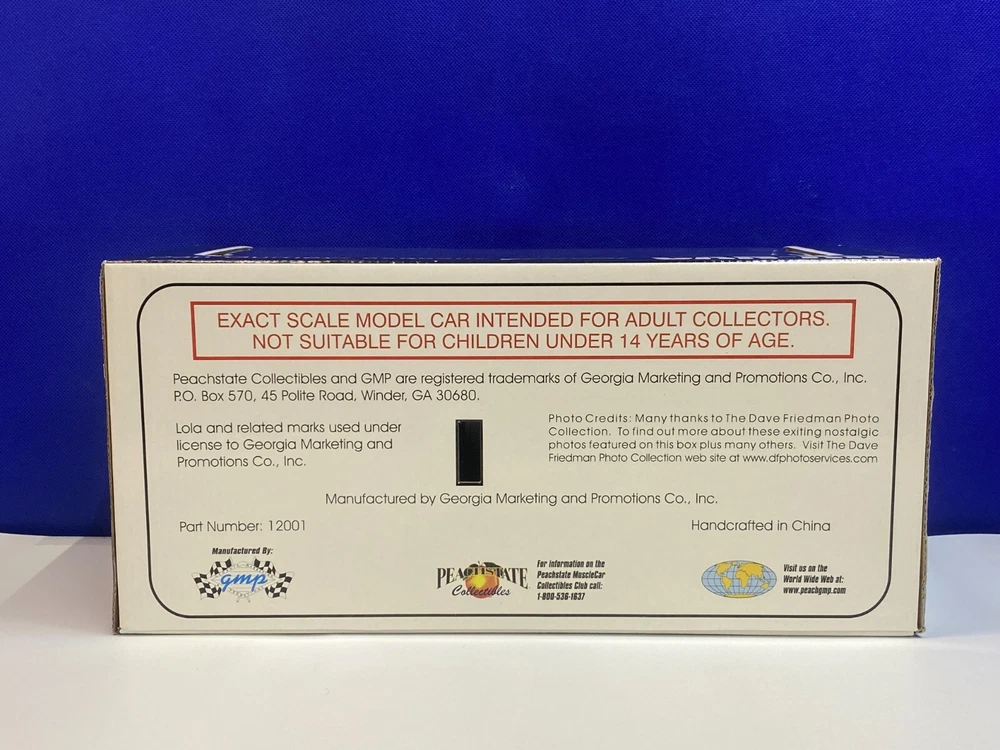 EXACT SCALE MODEL CAR INTENDED FOR ADULT COLLECTORS.
NOT SUITABLE FOR CHILDREN UNDER 14 YEARS OF AGE.
Peachstate Collectibles and GMP are registered trademarks of Georgia Marketing and Promotions Co., Inc.
P.O. Box 570, 45 Polite Road, Winder, GA 30680.
Lola and related marks used under
license to Georgia Marketing and
Promotions Co., Inc.
Photo Credits: Many thanks to The Dave Friedman Photo
Collection. To find out more about these exiting nostalgic
photos featured on this box plus many others. Visit The Dave
Friedman Photo Collection web site at www.dfphotoservices.com
Manufactured by Georgia Marketing and Promotions Co., Inc.
Part Number: 12001
Handcrafted in China
Manufactured By:
gmp
PEACHSTATE
Collectibles
For information on the
Peachstate MuscleCar
Collectibles Club call:
1-800-536-1637
Visit us on the
World Wide Web at:
www.peachgmp.com